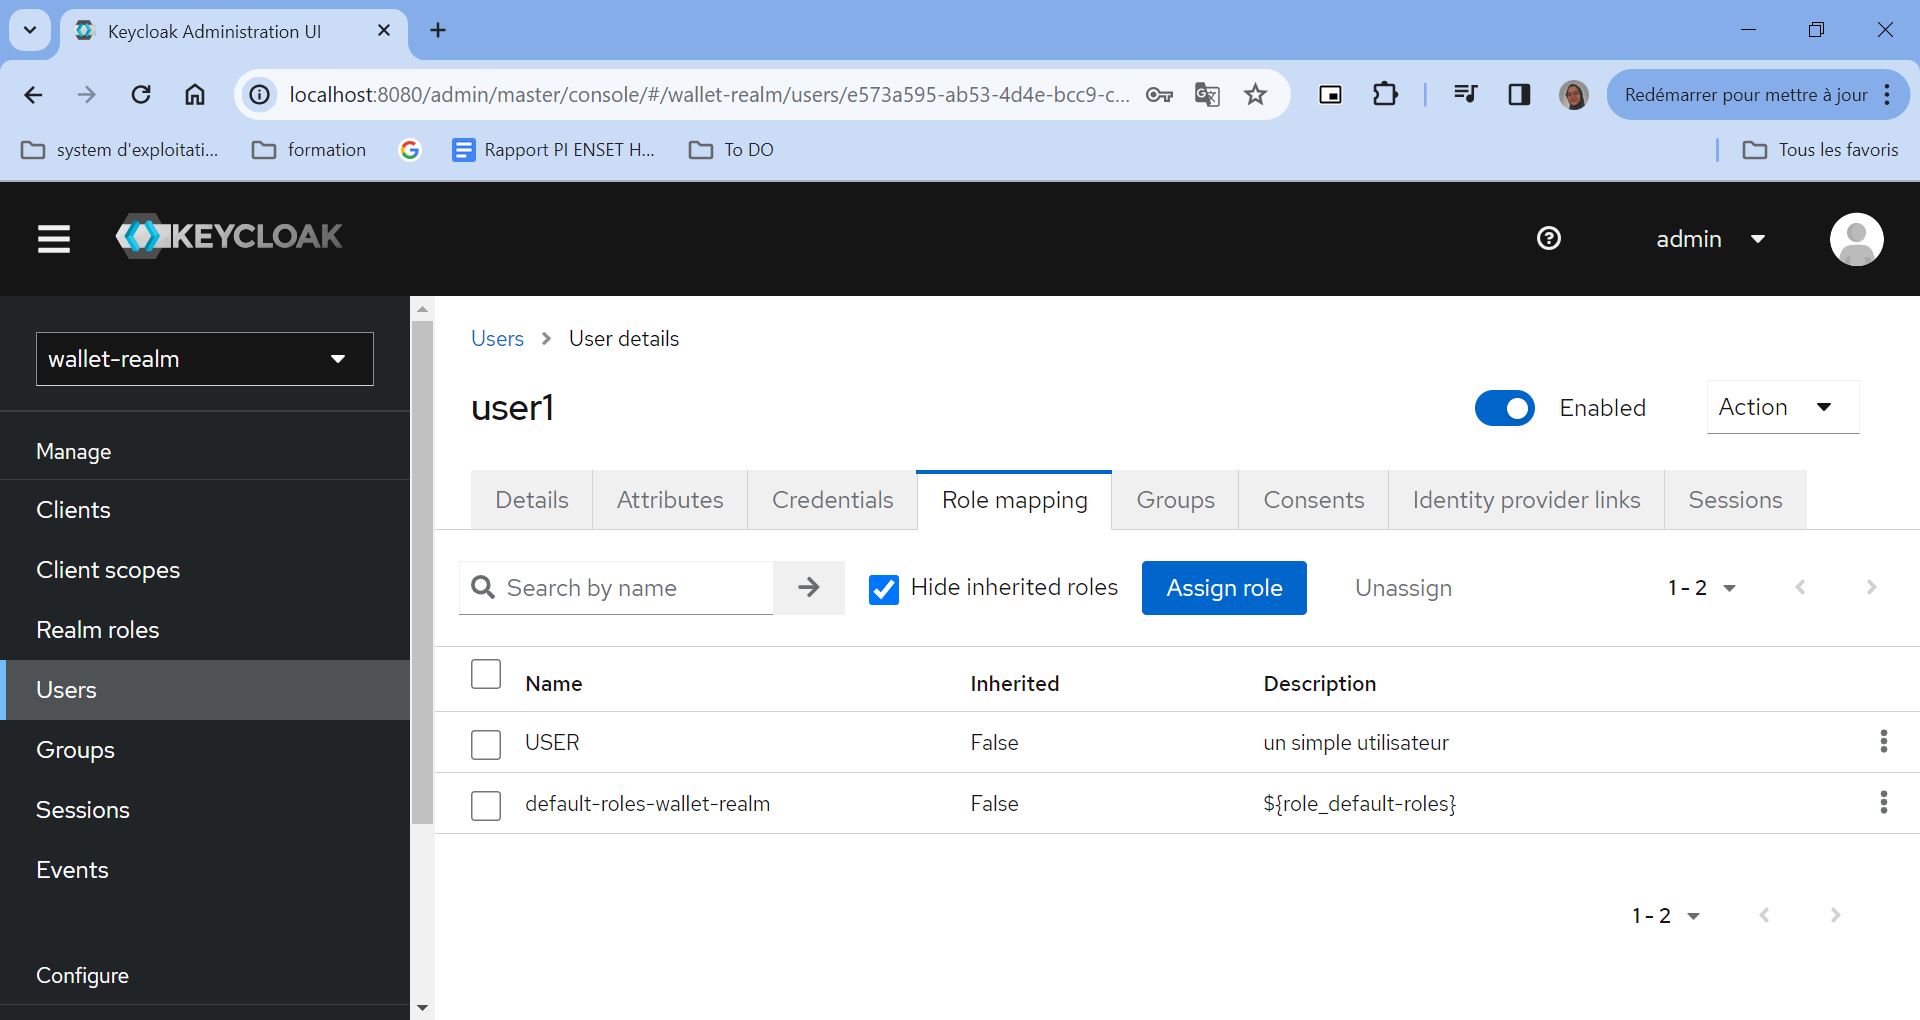 Keycloak Administration UI
localhost:8080/admin/master/console/#/wallet-realm/users/e573a595-ab53-4d4e-bcc9-c...
Redémarrer pour mettre à jour
system d'exploitati...
formation
Rapport PI ENSET H...
To DO
Tous les favoris
KEYCLOAK
admin
wallet-realm
Manage
Clients
Client scopes
Realm roles
Users
Groups
Sessions
Events
Configure
Users > User details
user1
Enabled
Action
Details Attributes Credentials Role mapping Groups Consents Identity provider links Sessions
Search by name
Hide inherited roles
Assign role
Unassign
1 - 2
Name Inherited Description
USER False un simple utilisateur
default-roles-wallet-realm False ${role_default-roles}
1 - 2